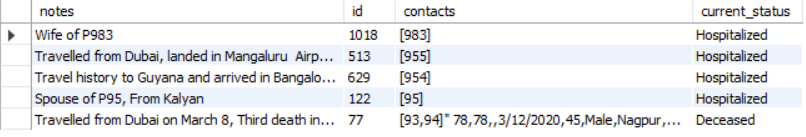 notes id contacts current_status
Wife of P983 1018 [983] Hospitalized
Travelled from Dubai, landed in Mangaluru  Airp... 513 [955] Hospitalized
Travel history to Guyana and arrived in Bangalo... 629 [954] Hospitalized
Spouse of P95, From Kalyan 122 [95] Hospitalized
Travelled from Dubai on March 8, Third death in... 77 [93,94]" 78,78,,3/12/2020,45,Male,Nagpur,... Deceased